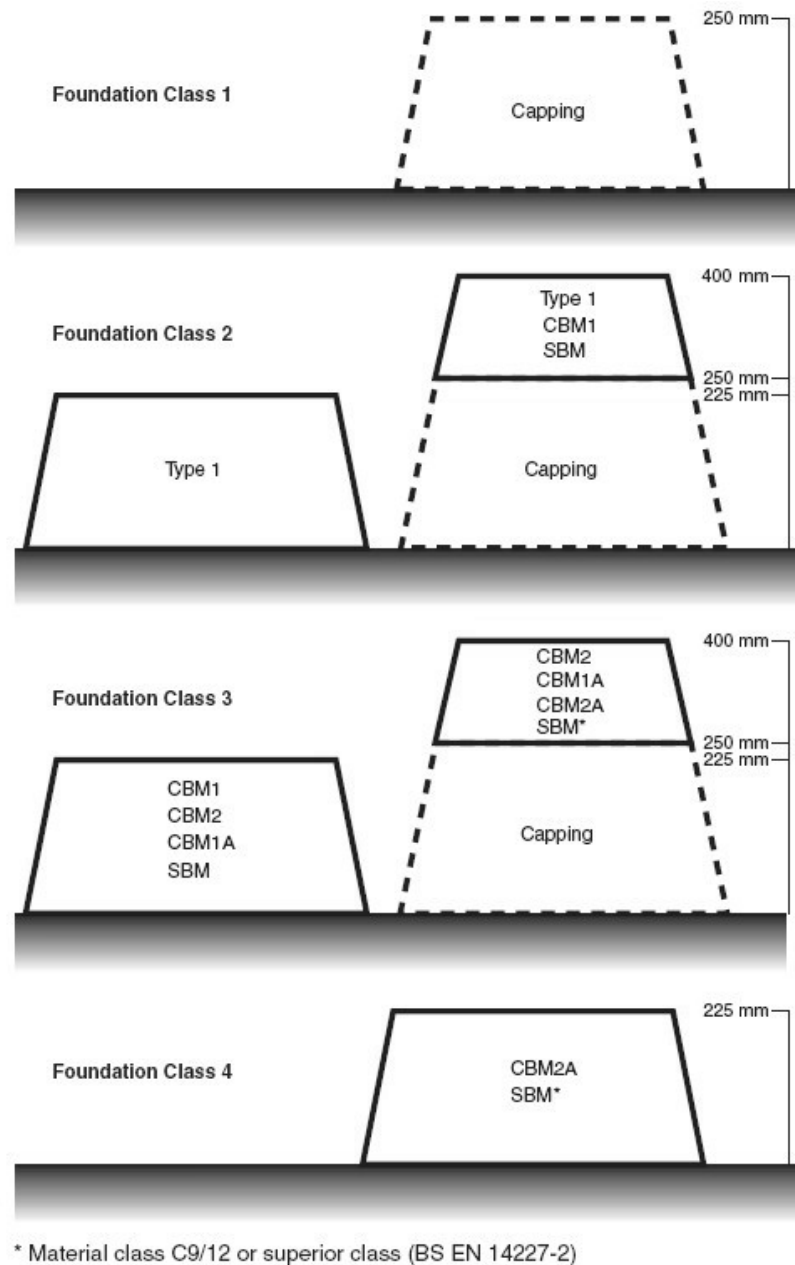 250 mm
Foundation Class 1
Capping
400 mm
Type 1
CBM1
SBM
Foundation Class 2
250 mm
225 mm
Type 1
Capping
400 mm
CBM2
CBM1A
CBM2A
SBM*
Foundation Class 3
250 mm
225 mm
CBM1
CBM2
CBM1A
SBM
Capping
225 mm
Foundation Class 4
CBM2A
SBM*
* Material class C9/12 or superior class (BS EN 14227-2)